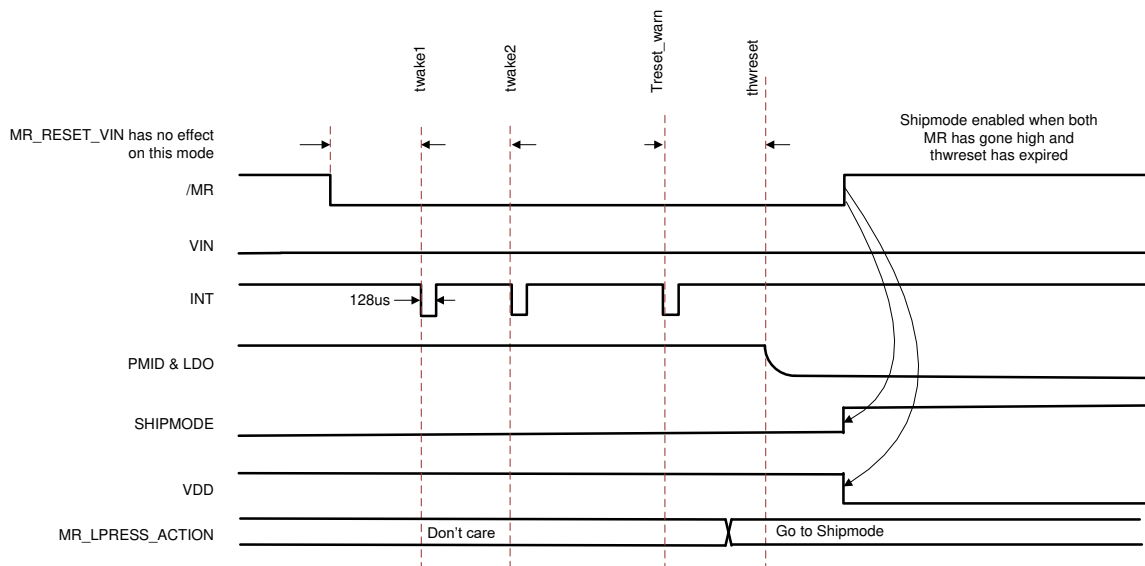 twake1
twake2
Treset_warn
thwreset
MR_RESET_VIN has no effect
on this mode
Shipmode enabled when both
MR has gone high and
thwreset has expired
/MR
VIN
INT
128us
PMID & LDO
SHIPMODE
VDD
MR_LPRESS_ACTION
Don't care
Go to Shipmode